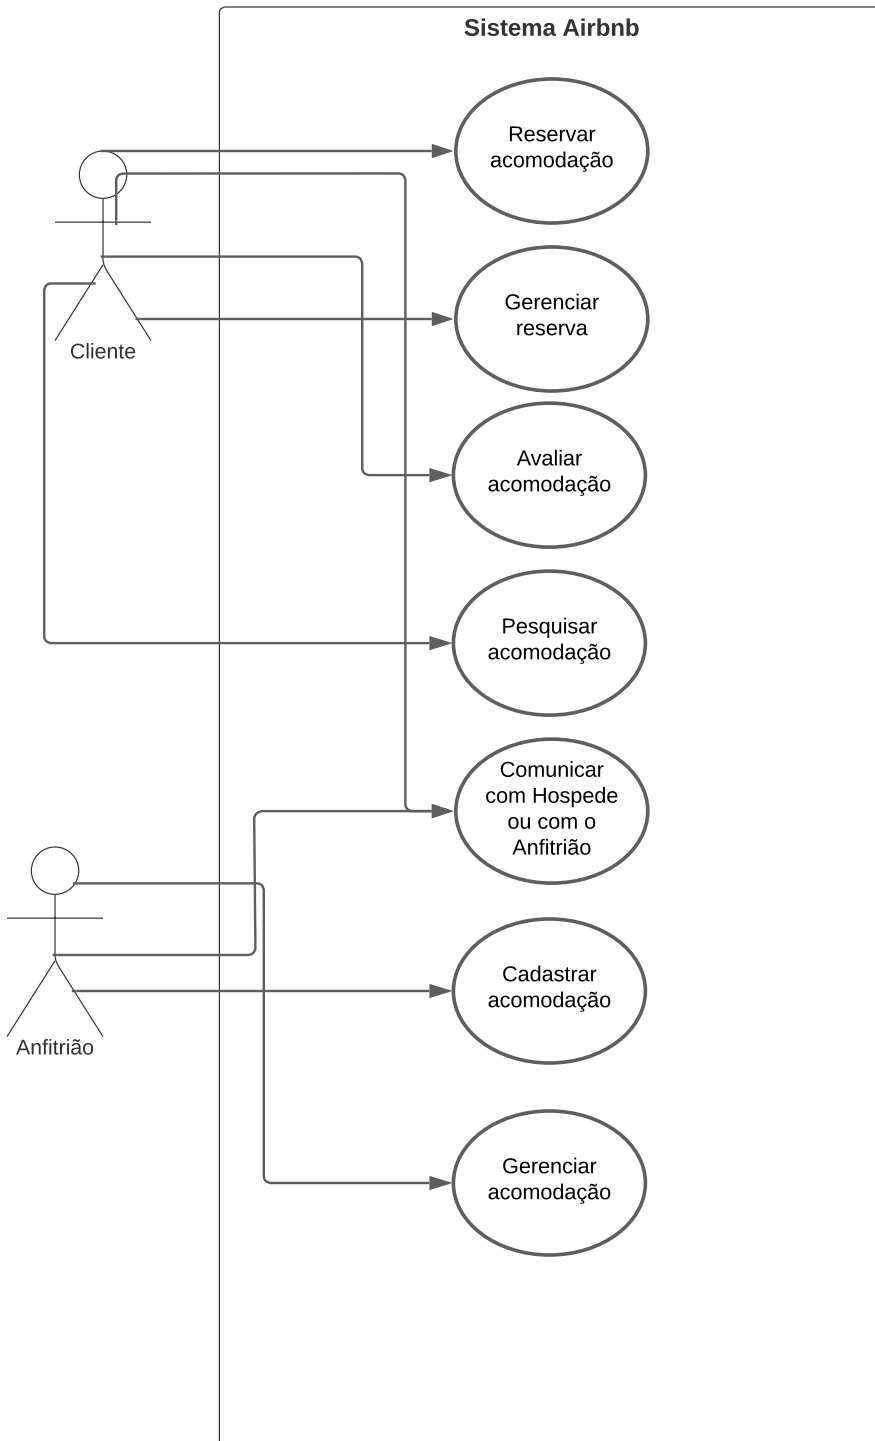 Sistema Airbnb
Reservar
acomodação
Gerenciar
reserva
Cliente
Avaliar
acomodação
Pesquisar
acomodação
Comunicar
com Hospede
ou com o
Anfitrião
Cadastrar
acomodação
Anfitrião
Gerenciar
acomodação